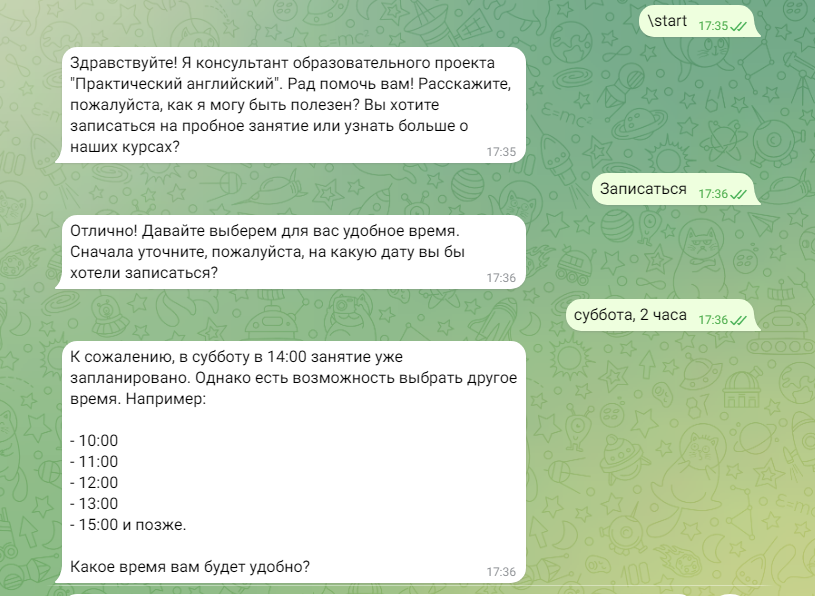 \start 17:35
Здравствуйте! Я консультант образовательного проекта
"Практический английский". Рад помочь вам! Расскажите,
пожалуйста, как я могу быть полезен? Вы хотите
записаться на пробное занятие или узнать больше о
наших курсах? 17:35
Записаться 17:36
Отлично! Давайте выберем для вас удобное время.
Сначала уточните, пожалуйста, на какую дату вы бы
хотели записаться? 17:36
суббота, 2 часа 17:36
К сожалению, в субботу в 14:00 занятие уже
запланировано. Однако есть возможность выбрать другое
время. Например:
- 10:00
- 11:00
- 12:00
- 13:00
- 15:00 и позже.
Какое время вам будет удобно? 17:36